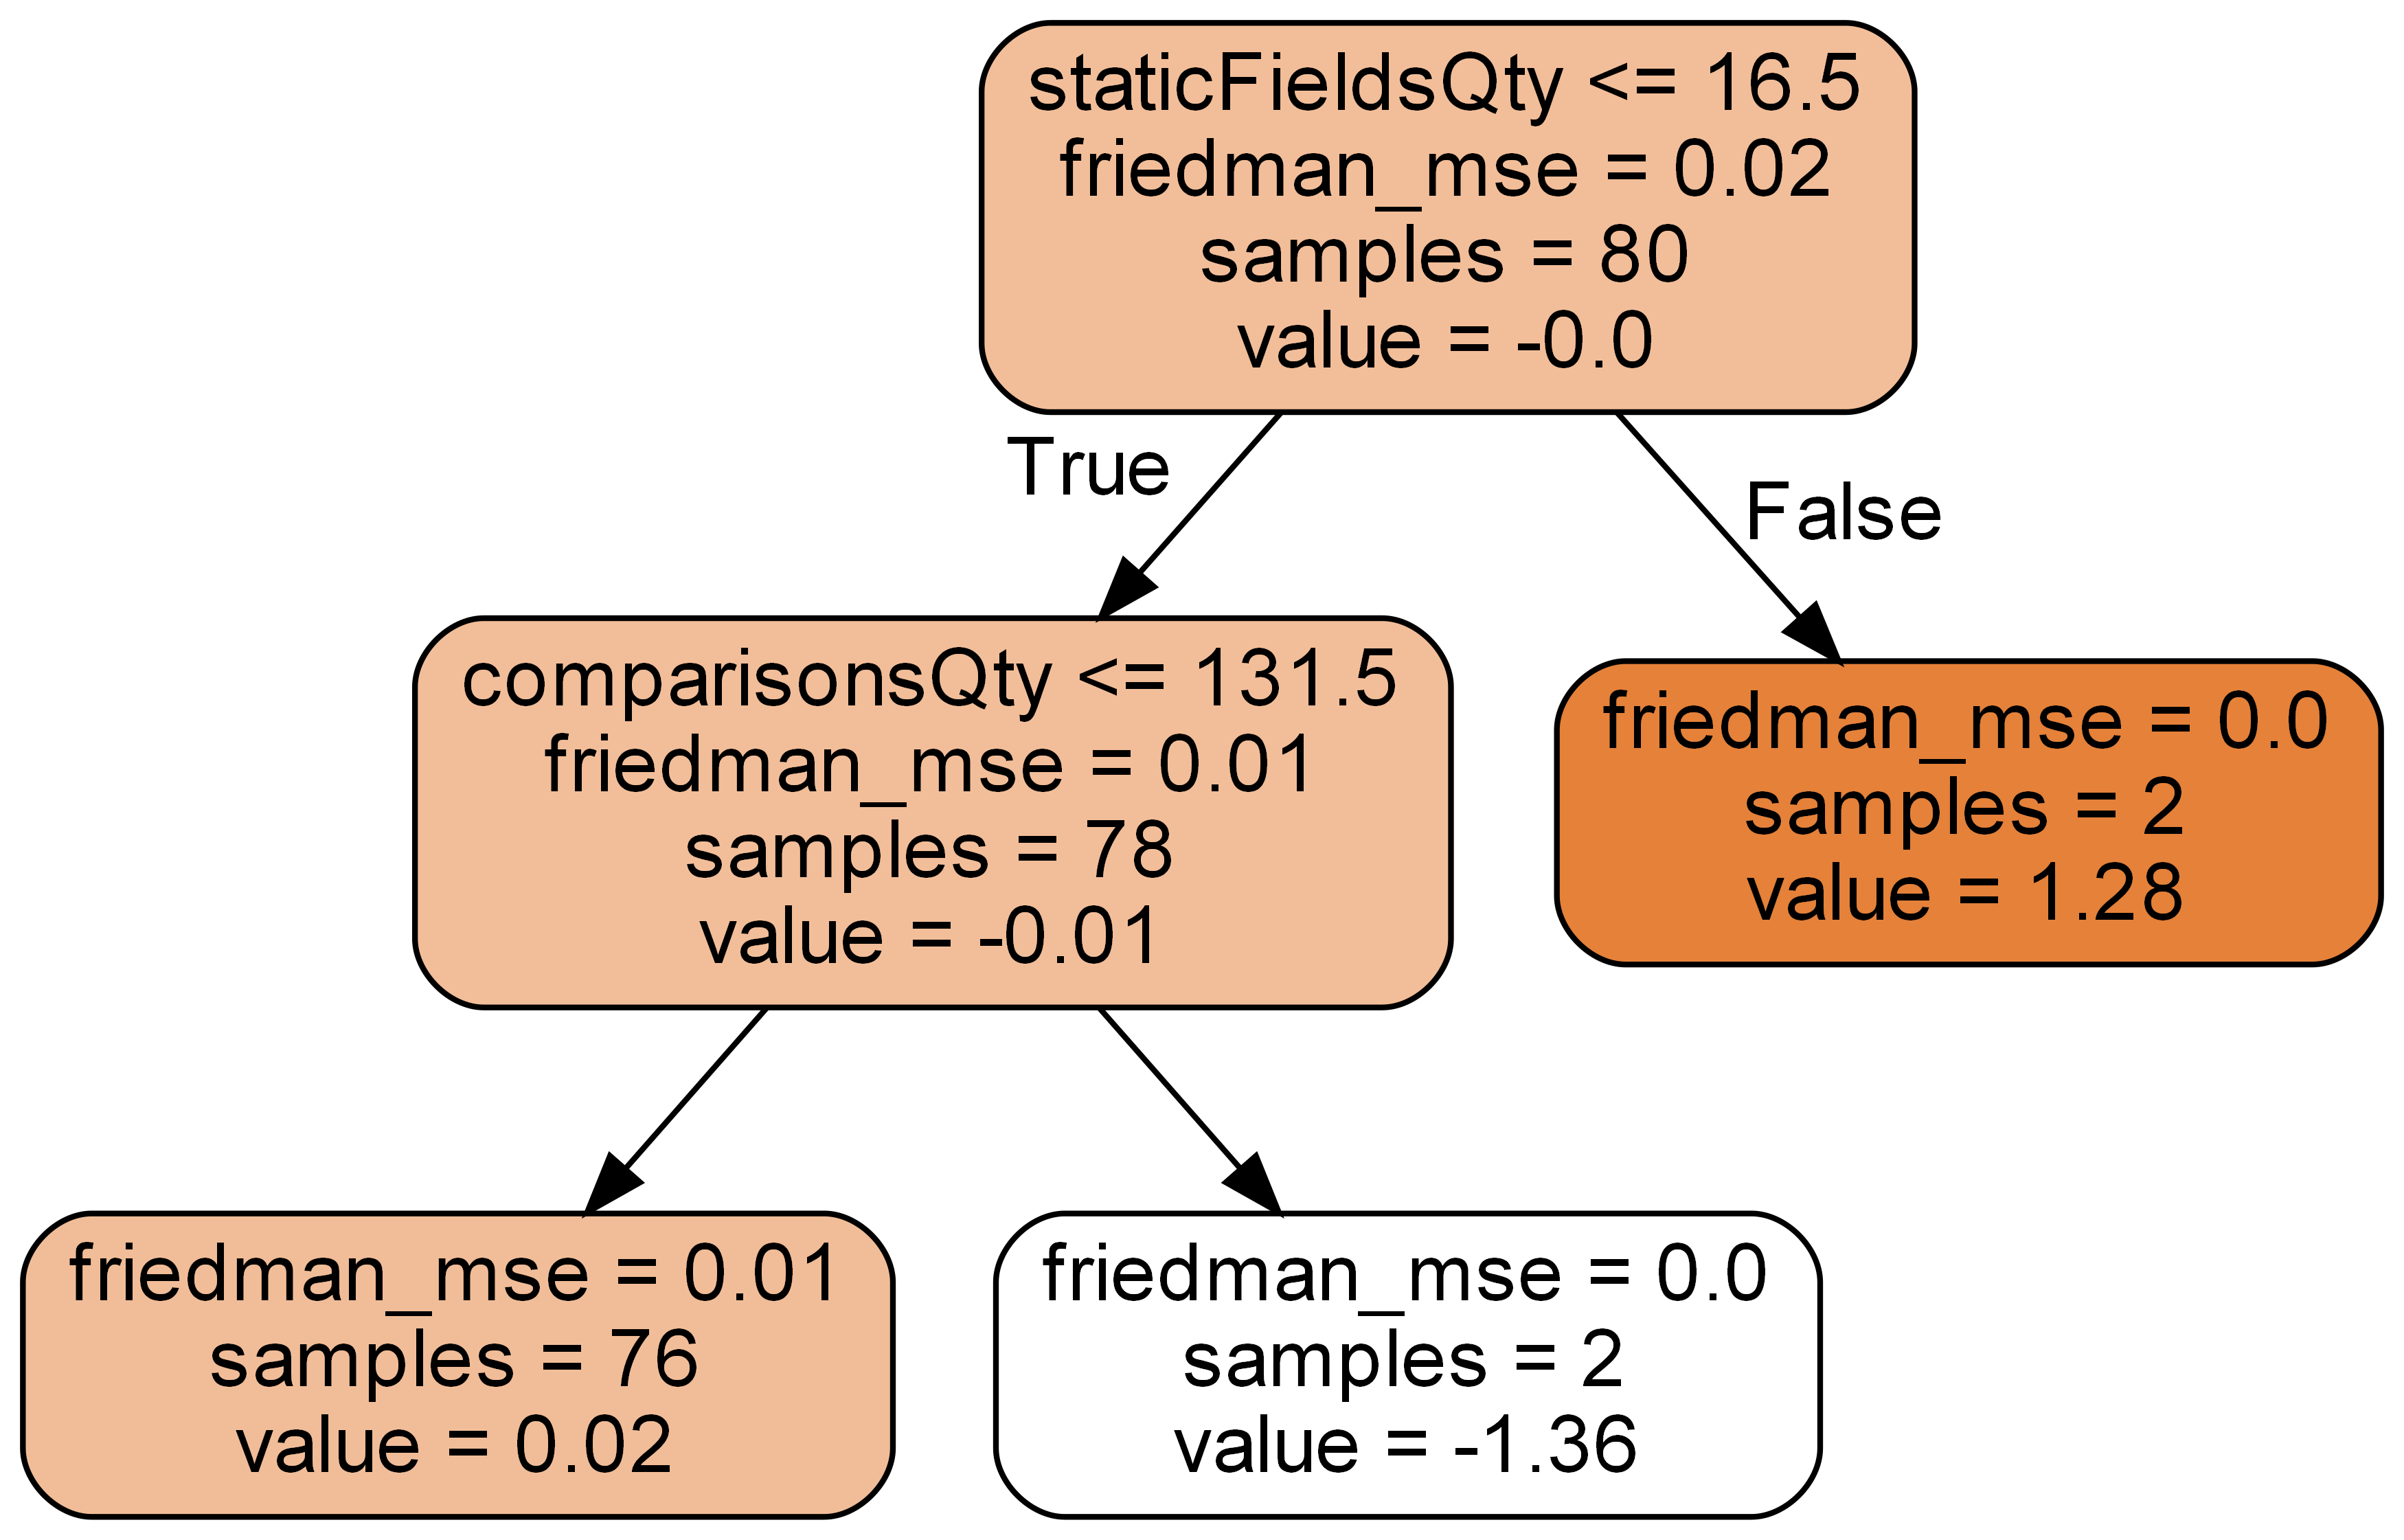 staticFieldsQty <= 16.5
friedman_mse = 0.02
samples = 80
value = -0.0
True
False
comparisonsQty <= 131.5
friedman_mse = 0.01
samples = 78
value = -0.01
friedman_mse = 0.0
samples = 2
value = 1.28
friedman_mse = 0.01
samples = 76
value = 0.02
friedman_mse = 0.0
samples = 2
value = -1.36